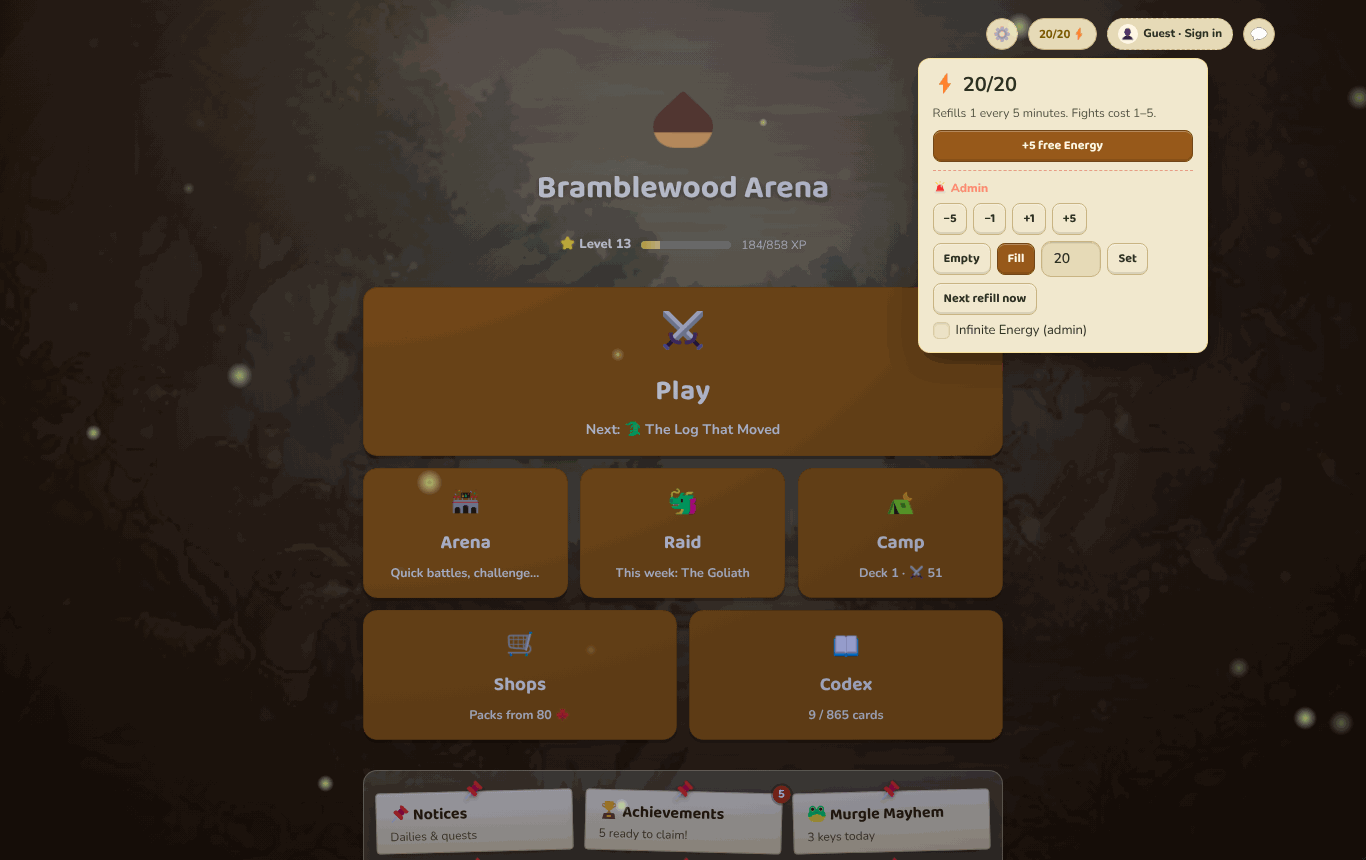 20/20
Guest · Sign in
20/20
Refills 1 every 5 minutes. Fights cost 1–5.
+5 free Energy
Admin
−5 −1 +1 +5
Empty Fill 20 Set
Next refill now
Infinite Energy (admin)
Bramblewood Arena
Level 13 184/858 XP
Play
Next: The Log That Moved
Arena
Quick battles, challenge...
Raid
This week: The Goliath
Camp
Deck 1 · 51
Shops
Packs from 80
Codex
9 / 865 cards
Notices
Dailies & quests
Achievements
5
5 ready to claim!
Murgle Mayhem
3 keys today